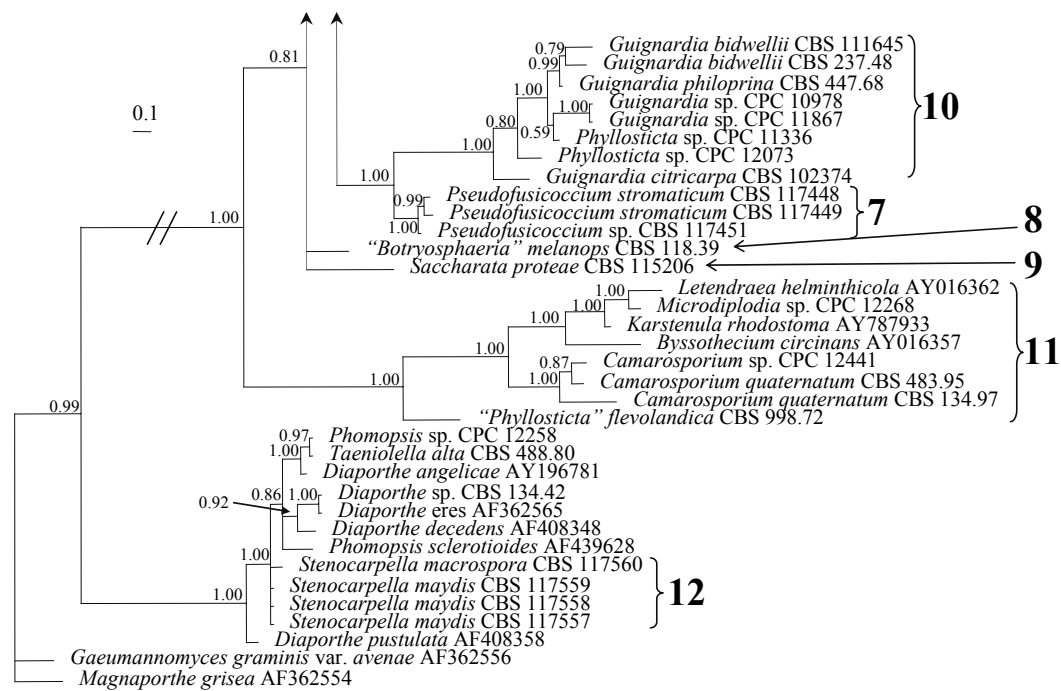 0.81
0.1
1.00
0.99
0.79
0.99
1.00
0.80
1.00
0.59
1.00
1.00
Guignardia bidwellii CBS 111645
Guignardia bidwellii CBS 237.48
Guignardia philoprina CBS 447.68
Guignardia sp. CPC 10978
Guignardia sp. CPC 11867
Phyllosticta sp. CPC 11336
Phyllosticta sp. CPC 12073
Guignardia citricarpa CBS 102374
10
0.99
1.00
Pseudofusicoccium stromaticum CBS 117448
Pseudofusicoccium stromaticum CBS 117449
Pseudofusicoccium sp. CBS 117451
7
"Botryosphaeria" melanops CBS 118.39
8
Saccharata proteae CBS 115206
9
1.00
1.00
1.00
1.00
1.00
0.87
1.00
Letendraea helminthicola AY016362
Microdiplodia sp. CPC 12268
Karstenula rhodostoma AY787933
Byssothecium circinans AY016357
Camarosporium sp. CPC 12441
Camarosporium quaternatum CBS 483.95
Camarosporium quaternatum CBS 134.97
"Phyllosticta" flevolandica CBS 998.72
11
0.97
1.00
0.86
0.92
1.00
1.00
1.00
Phomopsis sp. CPC 12258
Taeniolella alta CBS 488.80
Diaporthe angelicae AY196781
Diaporthe sp. CBS 134.42
Diaporthe eres AF362565
Diaporthe decedens AF408348
Phomopsis sclerotioides AF439628
Stenocarpella macrospora CBS 117560
Stenocarpella maydis CBS 117559
Stenocarpella maydis CBS 117558
Stenocarpella maydis CBS 117557
12
Diaporthe pustulata AF408358
Gaeumannomyces graminis var. avenae AF362556
Magnaporthe grisea AF362554